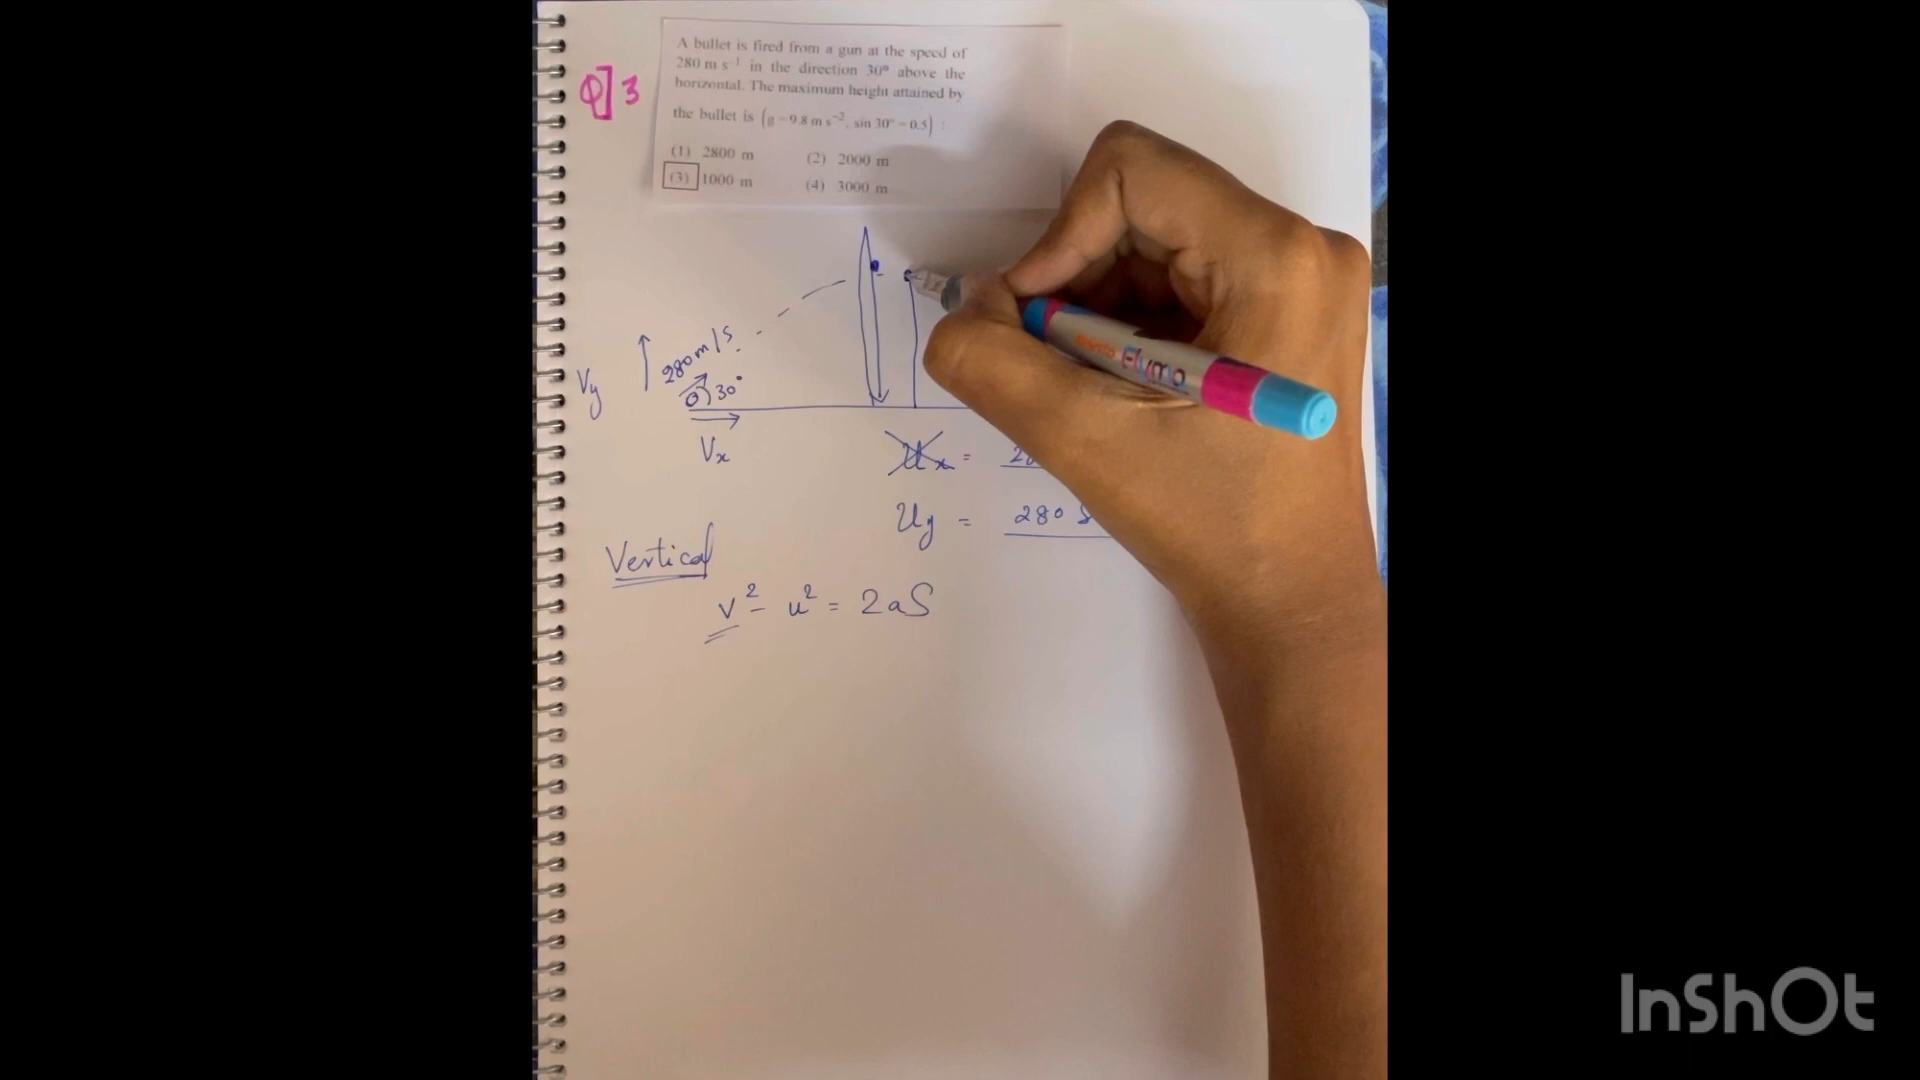 Q] 3
A bullet is fired from a gun at the speed of
280 m s⁻¹ in the direction 30° above the
horizontal. The maximum height attained by
the bullet is (g = 9.8 m s⁻², sin 30° = 0.5) :
(1) 2800 m (2) 2000 m
(3) 1000 m (4) 3000 m
280 m/s
30°
Vy
Vx
Ux =
Uy = 280 S
Vertical
v² - u² = 2aS
Elymo
InShOt